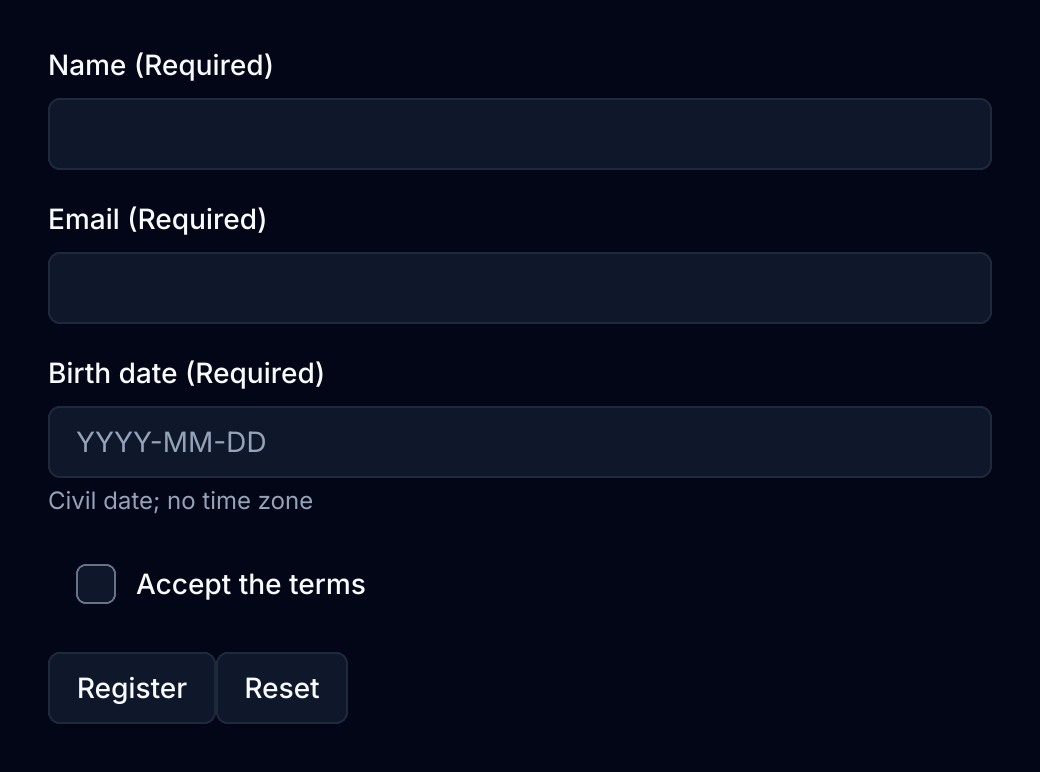 Name (Required)
Email (Required)
Birth date (Required)
YYYY-MM-DD
Civil date; no time zone
Accept the terms
Register Reset